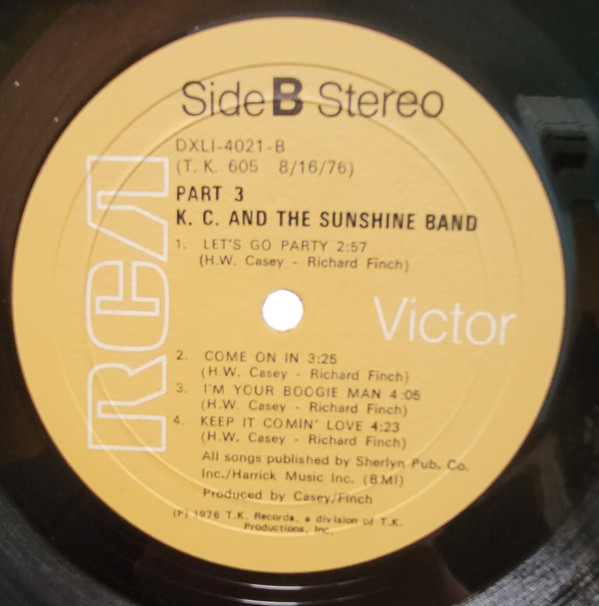 Side B Stereo
DXLI-4021-B
(T. K. 605 8/16/76)
PART 3
K. C. AND THE SUNSHINE BAND
1. LET'S GO PARTY 2:57
(H.W. Casey - Richard Finch)
RCA
Victor
2. COME ON IN 3:25
(H.W. Casey - Richard Finch)
3. I'M YOUR BOOGIE MAN 4:05
(H.W. Casey - Richard Finch)
4. KEEP IT COMIN' LOVE 4:23
(H.W. Casey - Richard Finch)
All songs published by Sherlyn Pub. Co.
Inc./Harrick Music Inc. (BMI)
Produced by Casey/Finch
(P) 1976 T.K. Records, a division of T.K.
Productions, Inc.